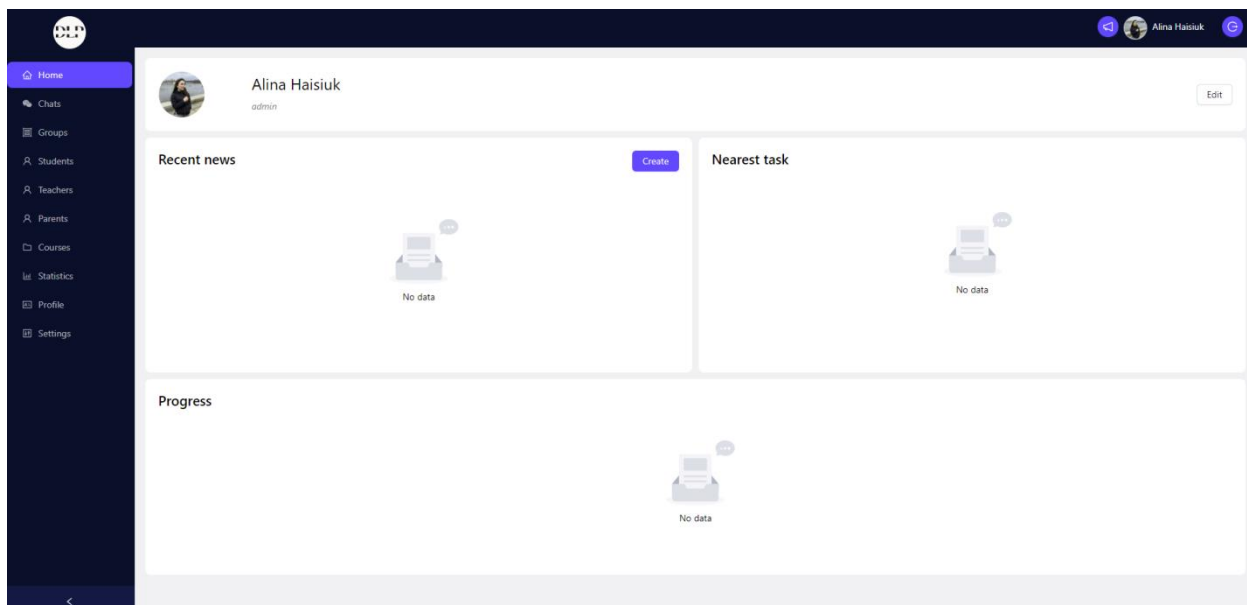 DLP
Alina Haisiuk
Home
Chats
Groups
Students
Teachers
Parents
Courses
Statistics
Profile
Settings
Alina Haisiuk
admin
Edit
Recent news
Create
No data
Nearest task
No data
Progress
No data